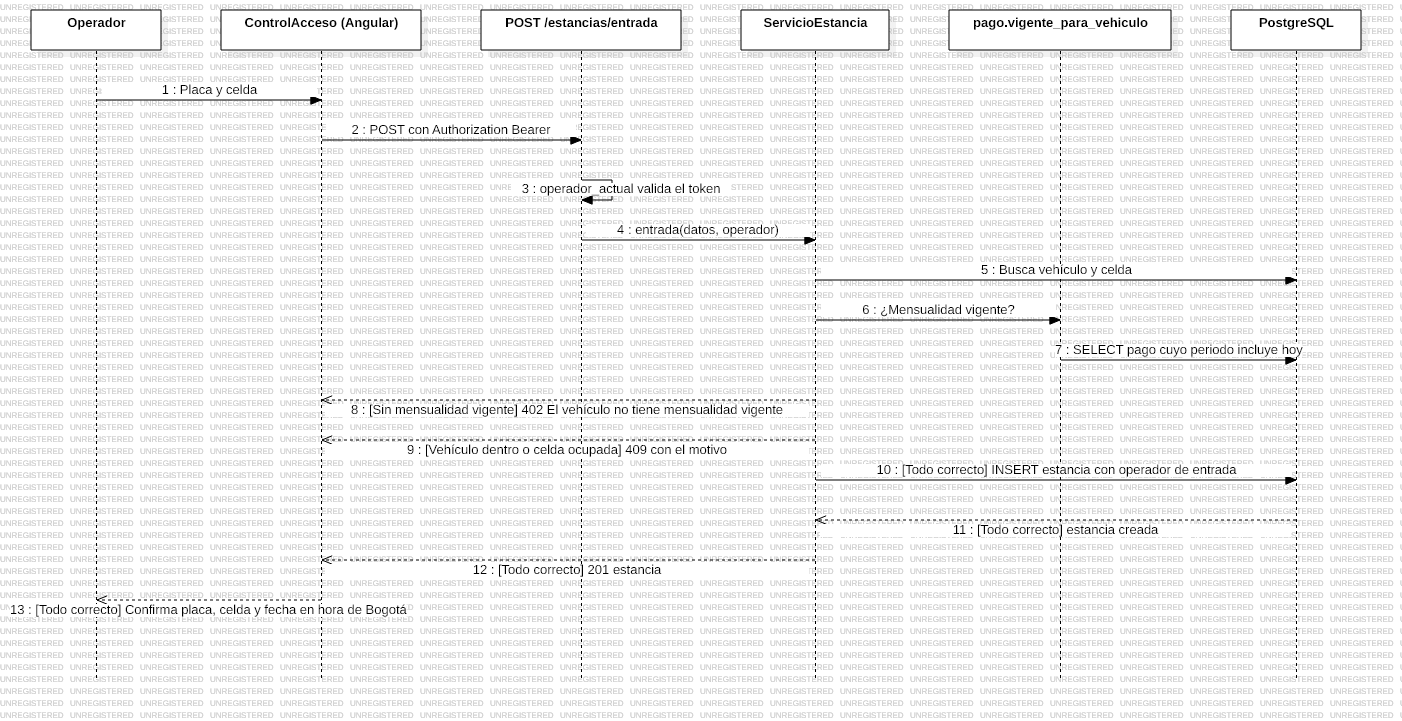 Operador
ControlAcceso (Angular)
POST /estancias/entrada
ServicioEstancia
pago.vigente_para_vehiculo
PostgreSQL
1 : Placa y celda
2 : POST con Authorization Bearer
3 : operador_actual valida el token
4 : entrada(datos, operador)
5 : Busca vehículo y celda
6 : ¿Mensualidad vigente?
7 : SELECT pago cuyo periodo incluye hoy
8 : [Sin mensualidad vigente] 402 El vehículo no tiene mensualidad vigente
9 : [Vehículo dentro o celda ocupada] 409 con el motivo
10 : [Todo correcto] INSERT estancia con operador de entrada
11 : [Todo correcto] estancia creada
12 : [Todo correcto] 201 estancia
13 : [Todo correcto] Confirma placa, celda y fecha en hora de Bogotá
UNREGISTERED